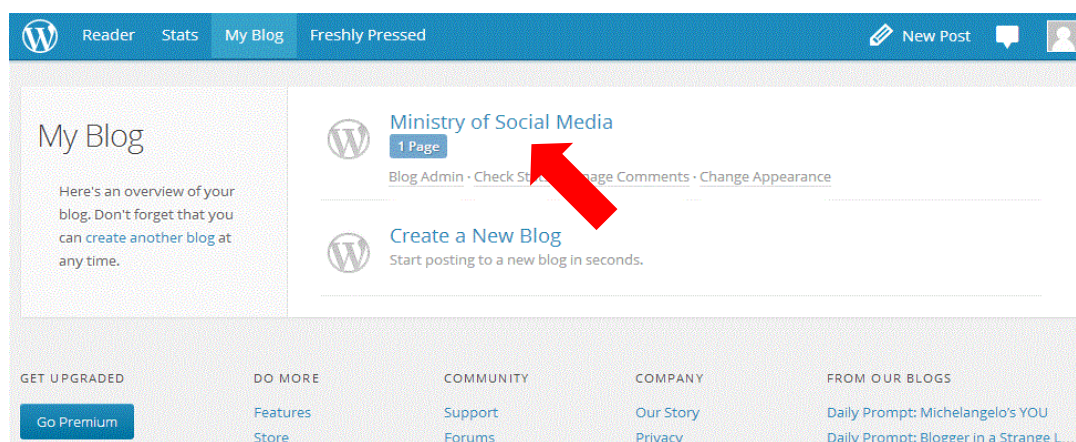 Reader Stats My Blog Freshly Pressed New Post
My Blog
Here's an overview of your
blog. Don't forget that you
can create another blog at
any time.
Ministry of Social Media
1 Page
Blog Admin · Check Comments · Change Appearance
Create a New Blog
Start posting to a new blog in seconds.
GET UPGRADED
Go Premium
DO MORE
Features
Store
COMMUNITY
Support
Forums
COMPANY
Our Story
Privacy
FROM OUR BLOGS
Daily Prompt: Michelangelo's YOU
Daily Prompt: Blogger in a Strange L...